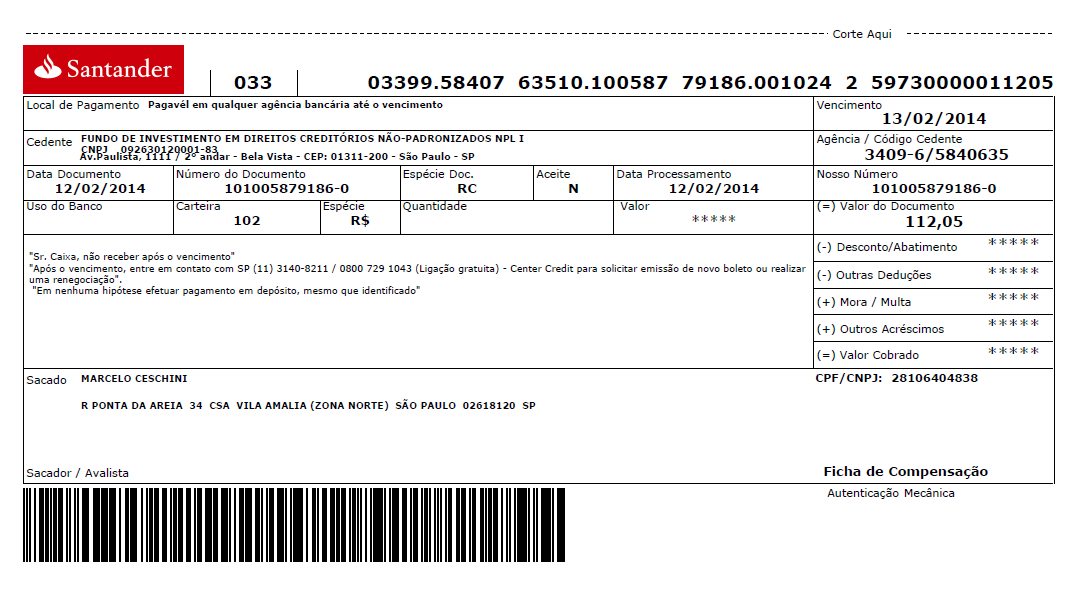 Corte Aqui
Santander 033 03399.58407 63510.100587 79186.001024 2 59730000011205
Local de Pagamento Pagavél em qualquer agência bancária até o vencimento
Vencimento
13/02/2014
Cedente FUNDO DE INVESTIMENTO EM DIREITOS CREDITÓRIOS NÃO-PADRONIZADOS NPL I
CNPJ 092630120001-83
Av.Paulista, 1111 / 2º andar - Bela Vista - CEP: 01311-200 - São Paulo - SP
Agência / Código Cedente
3409-6/5840635
Data Documento Número do Documento Espécie Doc. Aceite Data Processamento Nosso Número
12/02/2014 101005879186-0 RC N 12/02/2014 101005879186-0
Uso do Banco Carteira Espécie Quantidade Valor (=) Valor do Documento
102 R$ ***** 112,05
"Sr. Caixa, não receber após o vencimento"
"Após o vencimento, entre em contato com SP (11) 3140-8211 / 0800 729 1043 (Ligação gratuita) - Center Credit para solicitar emissão de novo boleto ou realizar
uma renegociação".
"Em nenhuma hipótese efetuar pagamento em depósito, mesmo que identificado"
(-) Desconto/Abatimento *****
(-) Outras Deduções *****
(+) Mora / Multa *****
(+) Outros Acréscimos *****
(=) Valor Cobrado *****
Sacado MARCELO CESCHINI CPF/CNPJ: 28106404838
R PONTA DA AREIA 34 CSA VILA AMALIA (ZONA NORTE) SÃO PAULO 02618120 SP
Sacador / Avalista Ficha de Compensação
Autenticação Mecânica